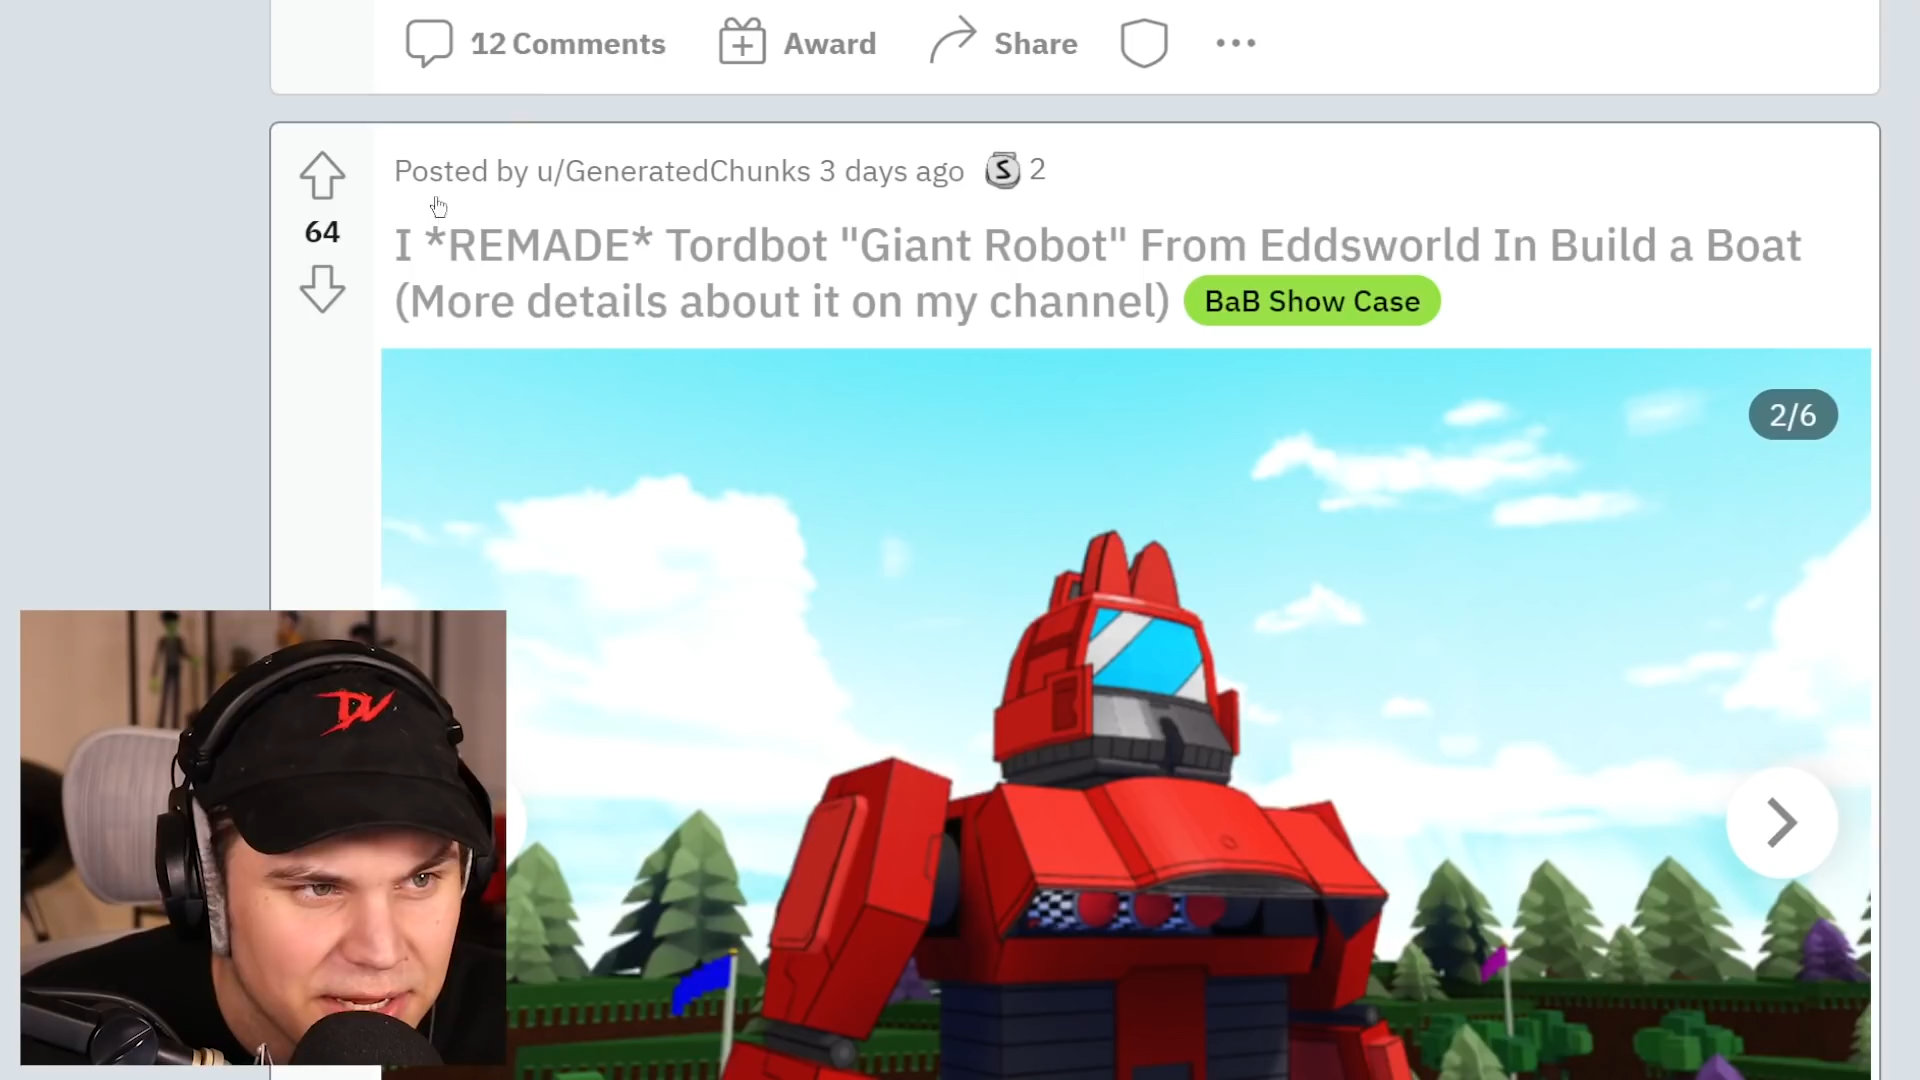 12 Comments Award Share
Posted by u/GeneratedChunks 3 days ago S 2
64
I *REMADE* Tordbot "Giant Robot" From Eddsworld In Build a Boat
(More details about it on my channel) BaB Show Case
2/6
DV